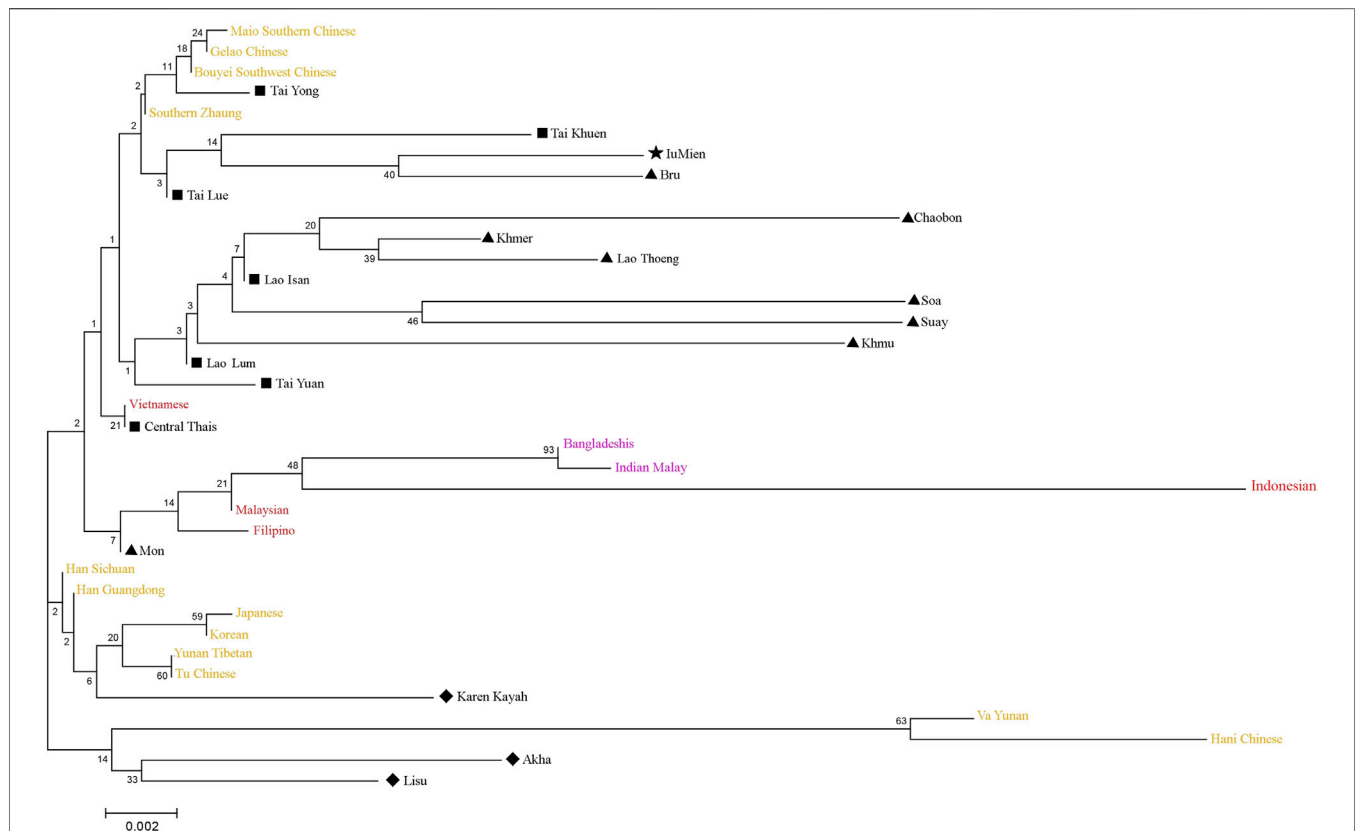 24
Maio Southern Chinese
18
Gelao Chinese
11
Bouyei Southwest Chinese
2
Tai Yong
Southern Zhaung
2
14
Tai Khuen
IuMien
40
Bru
3
Tai Lue
20
Chaobon
1
7
Khmer
39
Lao Thoeng
4
Lao Isan
3
Soa
46
Suay
1
3
Khmu
Lao Lum
1
Tai Yuan
Vietnamese
2
21
Central Thais
93
Bangladeshis
48
Indian Malay
21
Indonesian
14
Malaysian
Filipino
7
Mon
Han Sichuan
2
Han Guangdong
59
Japanese
2
20
Korean
Yunan Tibetan
60
Tu Chinese
6
Karen Kayah
63
Va Yunan
Hani Chinese
14
Akha
33
Lisu
0.002